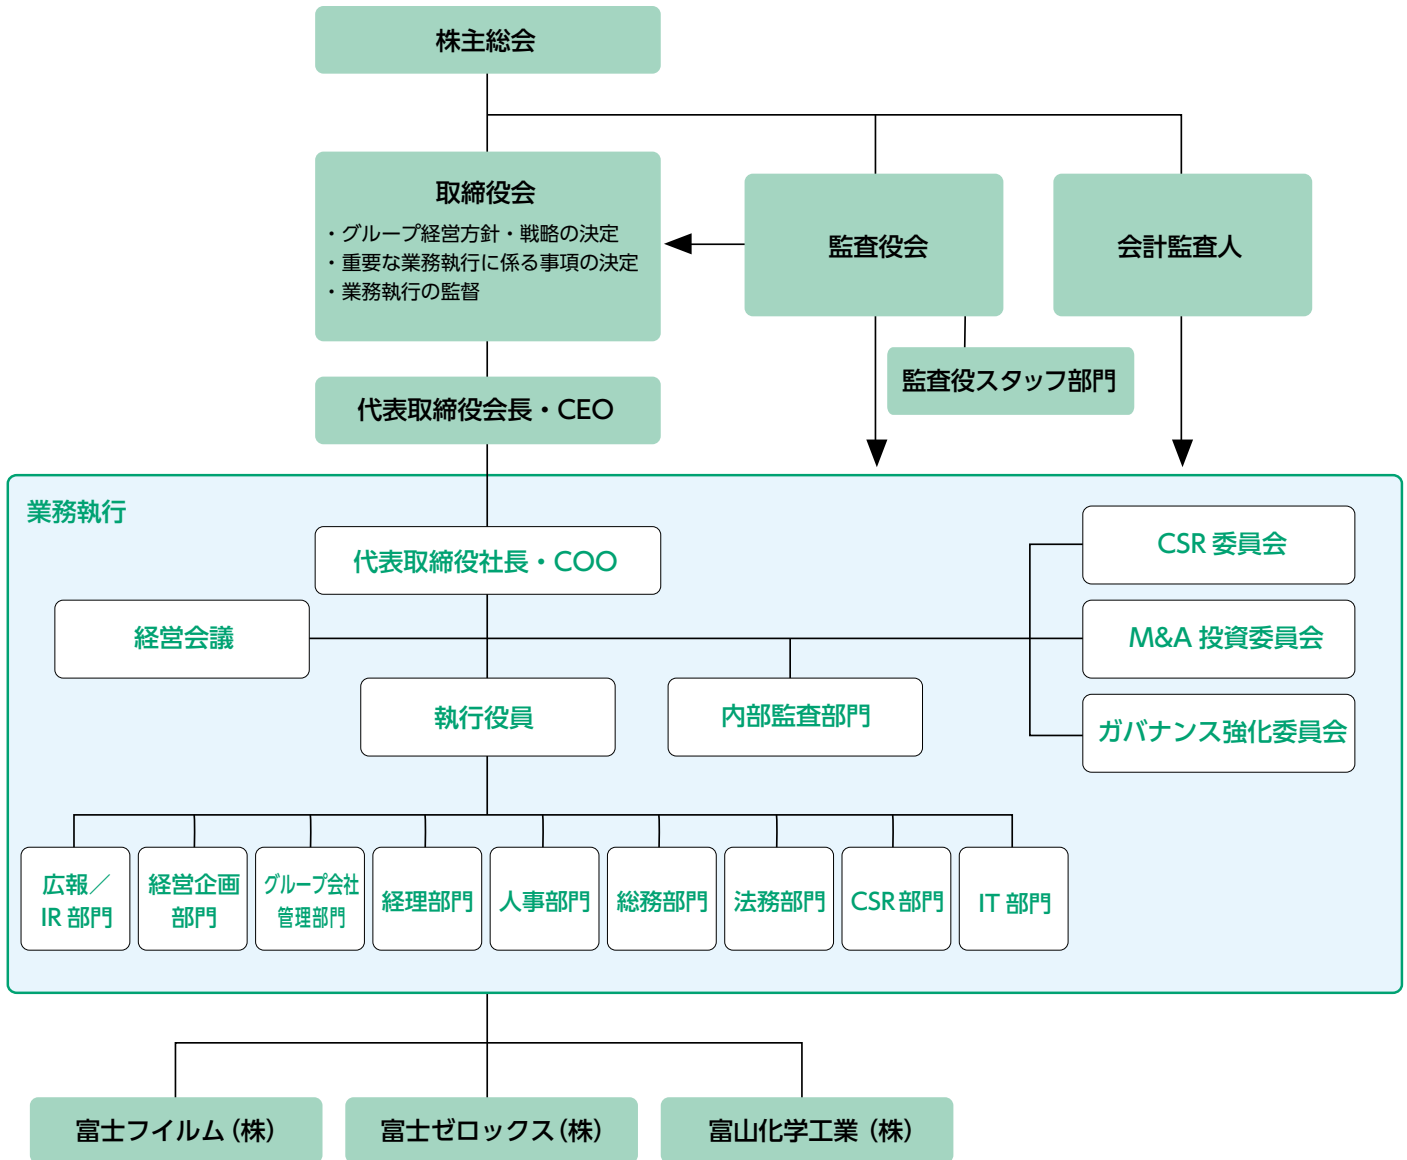 株主総会
取締役会
・グループ経営方針・戦略の決定
・重要な業務執行に係る事項の決定
・業務執行の監督
監査役会
会計監査人
監査役スタッフ部門
代表取締役会長・CEO
業務執行
代表取締役社長・COO
CSR 委員会
経営会議
M&A 投資委員会
執行役員
内部監査部門
ガバナンス強化委員会
広報／
IR 部門
経営企画
部門
グループ会社
管理部門
経理部門
人事部門
総務部門
法務部門
CSR 部門
IT 部門
富士フイルム（株）
富士ゼロックス（株）
富山化学工業（株）